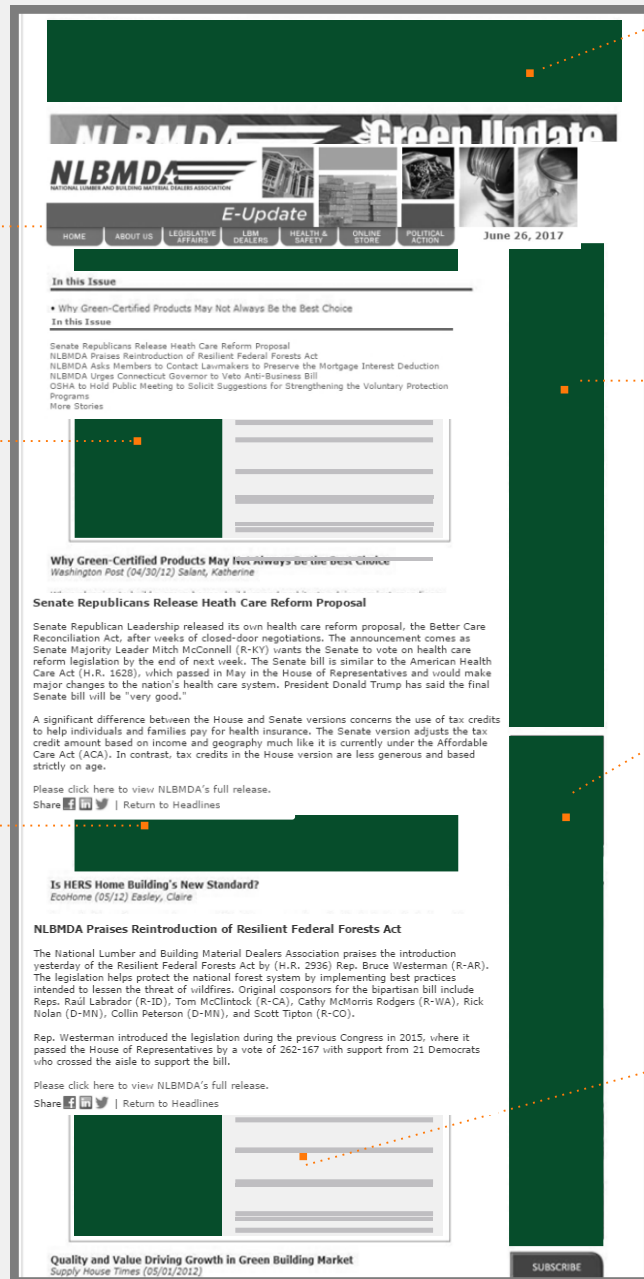 NLBMDA Green Update
NLBMDA
NATIONAL LUMBER AND BUILDING MATERIAL DEALERS ASSOCIATION
E-Update
HOME ABOUT US LEGISLATIVE AFFAIRS LBM DEALERS HEALTH & SAFETY ONLINE STORE POLITICAL ACTION
June 26, 2017
In this Issue
• Why Green-Certified Products May Not Always Be the Best Choice
In this Issue
Senate Republicans Release Heath Care Reform Proposal
NLBMDA Praises Reintroduction of Resilient Federal Forests Act
NLBMDA Asks Members to Contact Lawmakers to Preserve the Mortgage Interest Deduction
NLBMDA Urges Connecticut Governor to Veto Anti-Business Bill
OSHA to Hold Public Meeting to Solicit Suggestions for Strengthening the Voluntary Protection
Programs
More Stories
Why Green-Certified Products May Not Always Be the Best Choice
Washington Post (04/30/12) Salant, Katherine
Senate Republicans Release Heath Care Reform Proposal
Senate Republican Leadership released its own health care reform proposal, the Better Care
Reconciliation Act, after weeks of closed-door negotiations. The announcement comes as
Senate Majority Leader Mitch McConnell (R-KY) wants the Senate to vote on health care
reform legislation by the end of next week. The Senate bill is similar to the American Health
Care Act (H.R. 1628), which passed in May in the House of Representatives and would make
major changes to the nation's health care system. President Donald Trump has said the final
Senate bill will be "very good."
A significant difference between the House and Senate versions concerns the use of tax credits
to help individuals and families pay for health insurance. The Senate version adjusts the tax
credit amount based on income and geography much like it is currently under the Affordable
Care Act (ACA). In contrast, tax credits in the House version are less generous and based
strictly on age.
Please click here to view NLBMDA's full release.
Share | Return to Headlines
Is HERS Home Building's New Standard?
EcoHome (05/12) Easley, Claire
NLBMDA Praises Reintroduction of Resilient Federal Forests Act
The National Lumber and Building Material Dealers Association praises the introduction
yesterday of the Resilient Federal Forests Act by (H.R. 2936) Rep. Bruce Westerman (R-AR).
The legislation helps protect the national forest system by implementing best practices
intended to lessen the threat of wildfires. Original cosponsors for the bipartisan bill include
Reps. Raúl Labrador (R-ID), Tom McClintock (R-CA), Cathy McMorris Rodgers (R-WA), Rick
Nolan (D-MN), Collin Peterson (D-MN), and Scott Tipton (R-CO).
Rep. Westerman introduced the legislation during the previous Congress in 2015, where it
passed the House of Representatives by a vote of 262-167 with support from 21 Democrats
who crossed the aisle to support the bill.
Please click here to view NLBMDA's full release.
Share | Return to Headlines
Quality and Value Driving Growth in Green Building Market
Supply House Times (05/01/2012)
SUBSCRIBE